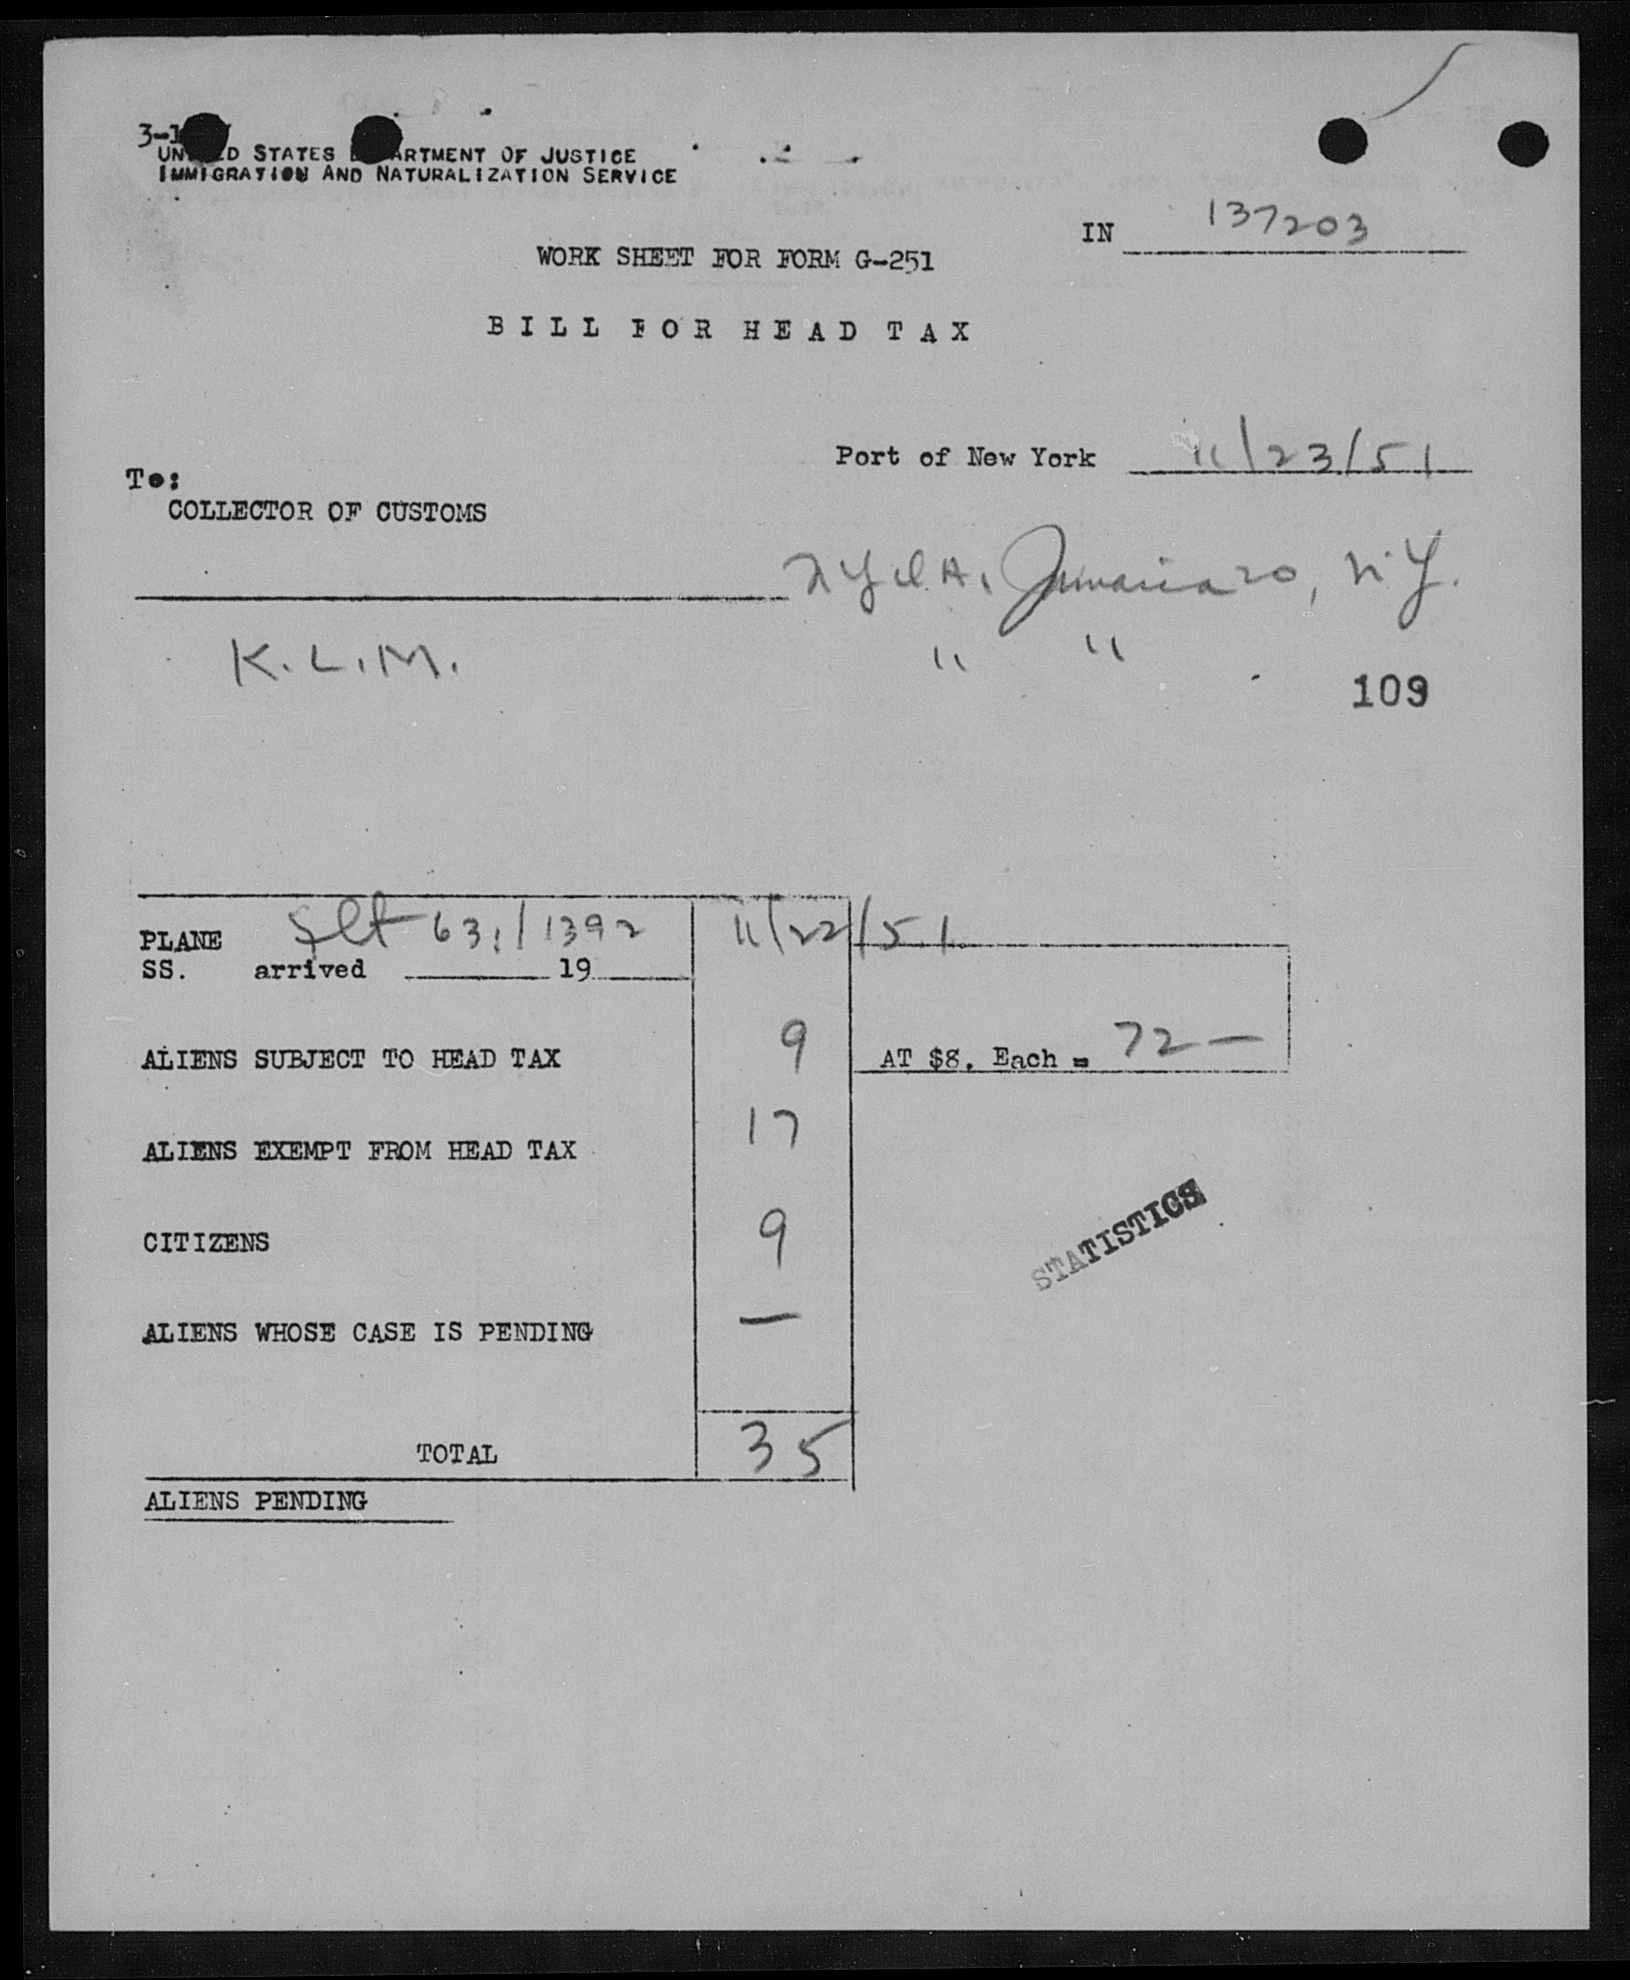 UNITED STATES DEPARTMENT OF JUSTICE
IMMIGRATION AND NATURALIZATION SERVICE
IN 137203
WORK SHEET FOR FORM G-251
BILL FOR HEAD TAX
Port of New York 11/23/51
To:
COLLECTOR OF CUSTOMS
Jamaica 20, N.Y.
K.L.M. " "
109
PLANE flt 631/1392 11/22/51
SS. arrived 19
ALIENS SUBJECT TO HEAD TAX 9 AT $8. Each = 72 —
ALIENS EXEMPT FROM HEAD TAX 17
CITIZENS 9
STATISTICS
ALIENS WHOSE CASE IS PENDING —
TOTAL 35
ALIENS PENDING